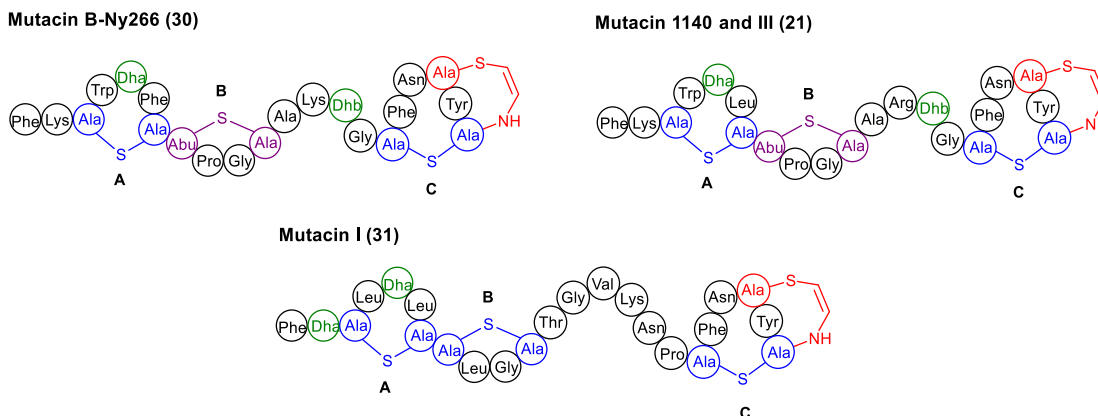 Mutacin B-Ny266 (30)
Phe Lys Ala Trp Dha Phe Ala S
A
Abu Pro Gly Ala S
B
Ala Lys Dhb Gly
Ala Phe Asn Ala Tyr Ala S S NH
C
Mutacin 1140 and III (21)
Phe Lys Ala Trp Dha Leu Ala S
A
Abu Pro Gly Ala S
B
Ala Arg Dhb Gly
Ala Phe Asn Ala Tyr Ala S S N
C
Mutacin I (31)
Phe Dha Ala Leu Dha Leu Ala S
A
Ala Leu Gly Ala S
B
Thr Gly Val Lys Asn Pro
Ala Phe Asn Ala Tyr Ala S S NH
C